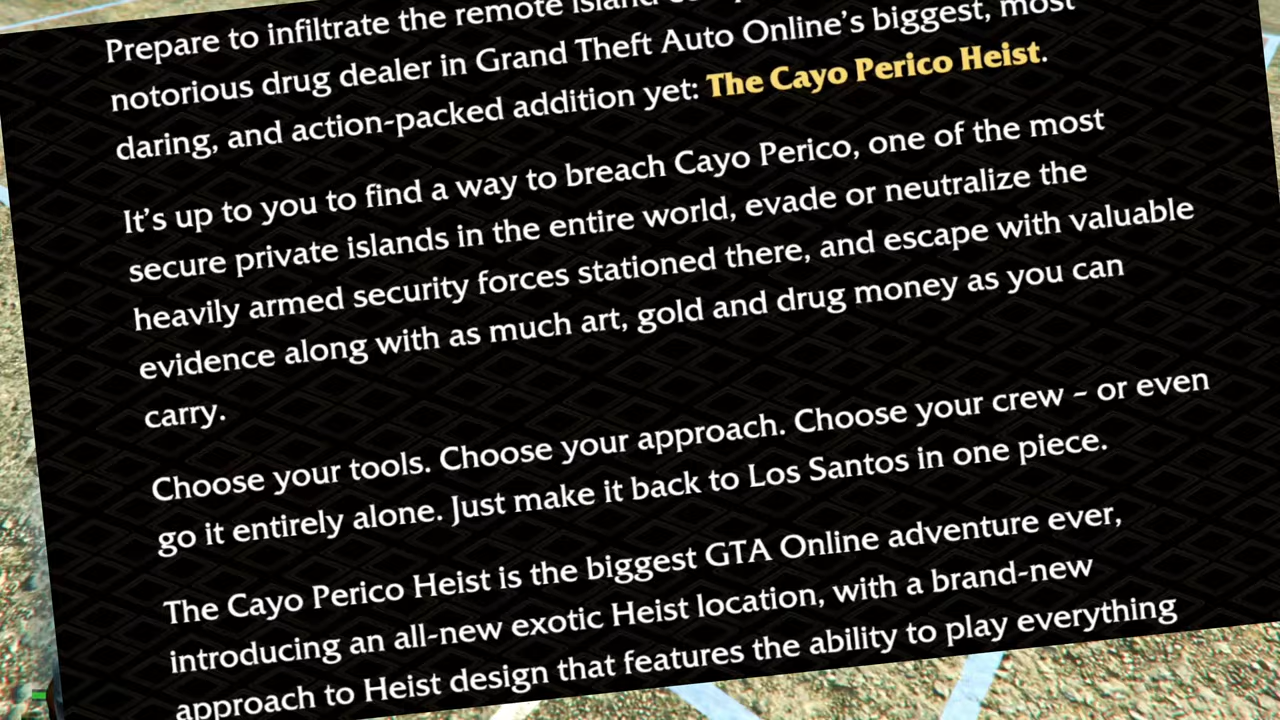 Prepare to infiltrate the remote island
notorious drug dealer in Grand Theft Auto Online’s biggest, most
daring, and action-packed addition yet: The Cayo Perico Heist.
It’s up to you to find a way to breach Cayo Perico, one of the most
secure private islands in the entire world, evade or neutralize the
heavily armed security forces stationed there, and escape with valuable
evidence along with as much art, gold and drug money as you can
carry.
Choose your tools. Choose your approach. Choose your crew – or even
go it entirely alone. Just make it back to Los Santos in one piece.
The Cayo Perico Heist is the biggest GTA Online adventure ever,
introducing an all-new exotic Heist location, with a brand-new
approach to Heist design that features the ability to play everything